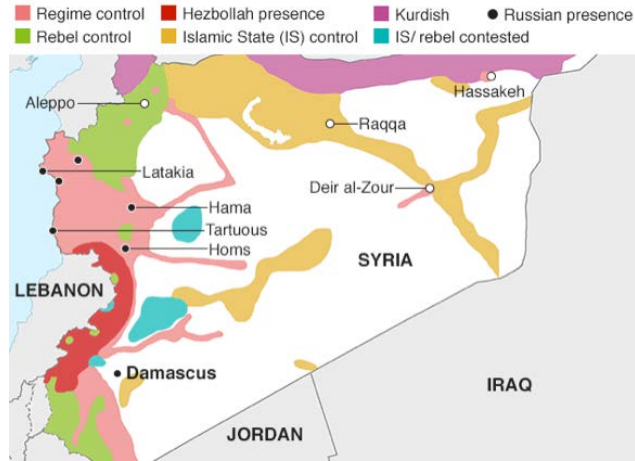 Regime control
Hezbollah presence
Kurdish
Russian presence
Rebel control
Islamic State (IS) control
IS/ rebel contested
Hassakeh
Aleppo
Raqqa
Latakia
Deir al-Zour
Hama
Tartuous
Homs
SYRIA
LEBANON
Damascus
IRAQ
JORDAN